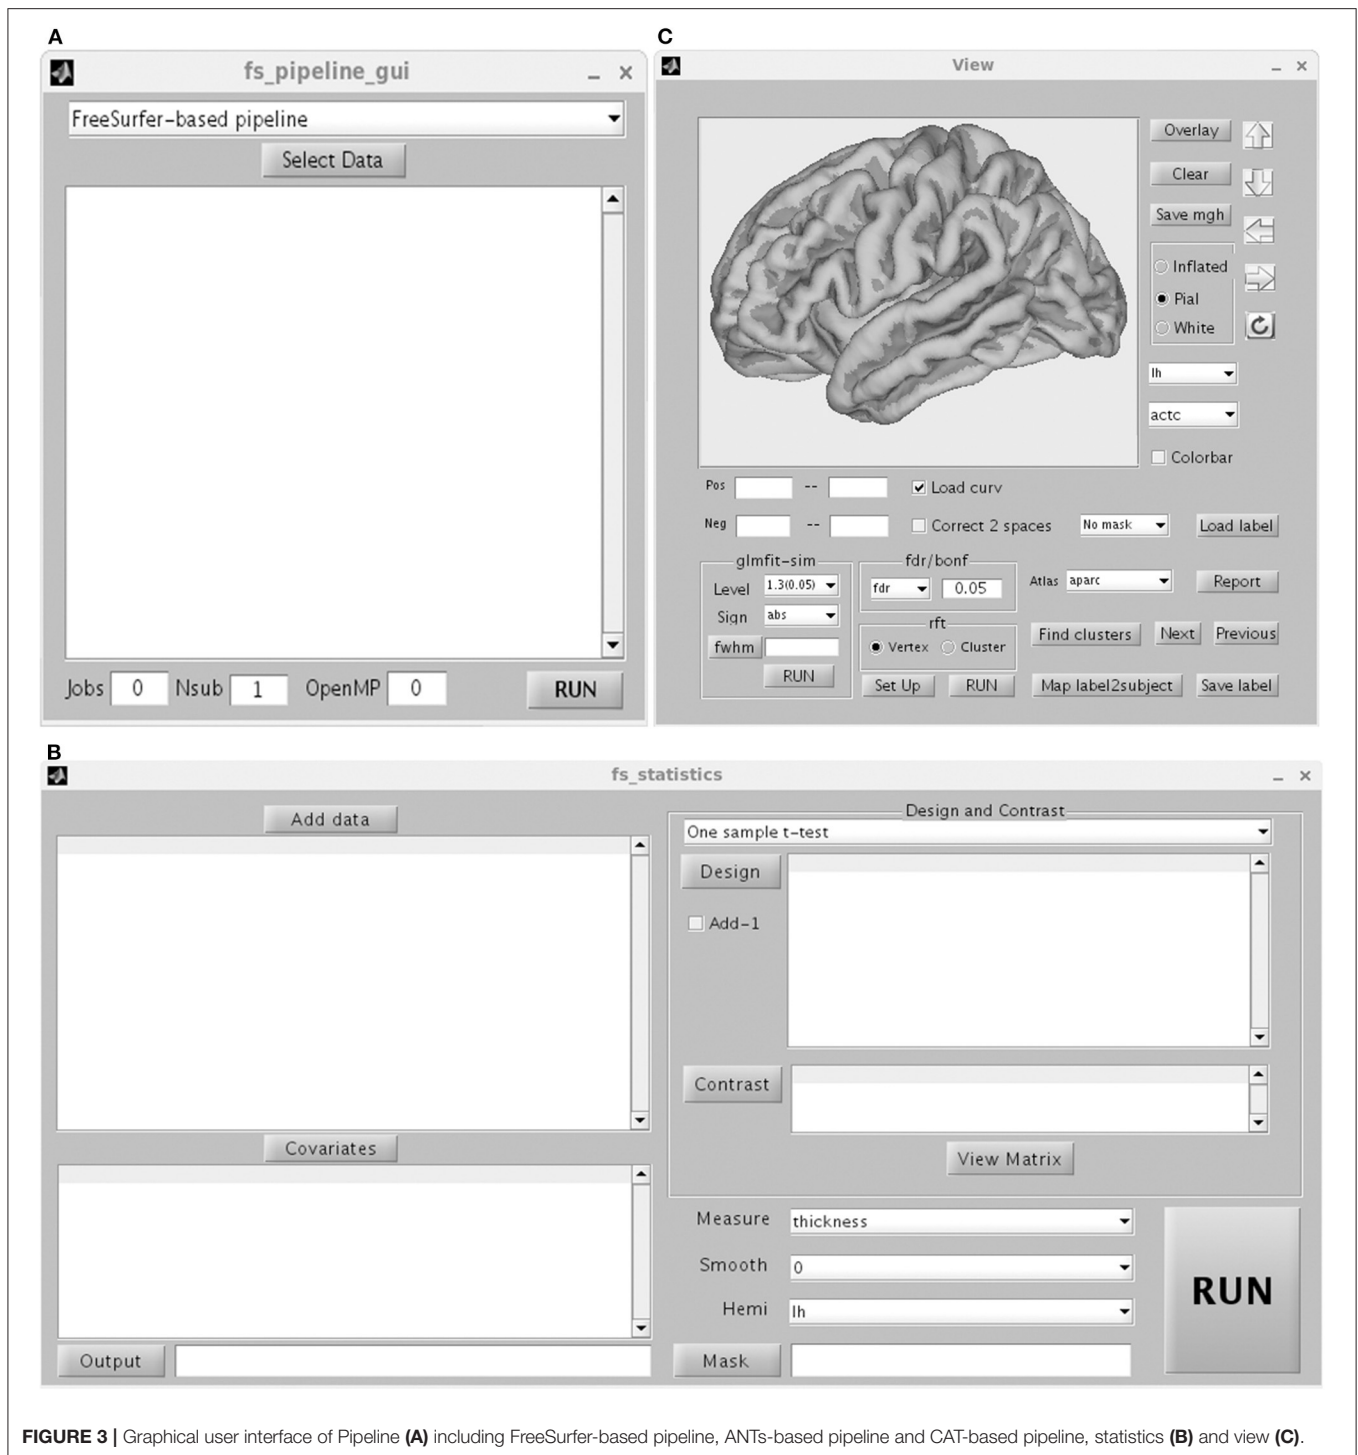 A
fs_pipeline_gui
FreeSurfer-based pipeline
Select Data
Jobs 0 Nsub 1 OpenMP 0 RUN
C
View
Overlay
Clear
Save mgh
Inflated
Pial
White
lh
actc
Colorbar
Pos -- Load curv
Neg -- Correct 2 spaces No mask Load label
glmfit-sim
Level 1.3(0.05)
Sign abs
fwhm
RUN
fdr/bonf
fdr 0.05
rft
Vertex Cluster
Set Up RUN
Atlas aparc Report
Find clusters Next Previous
Map label2subject Save label
B
fs_statistics
Add data
Covariates
Output
Design and Contrast
One sample t-test
Design
Add-1
Contrast
View Matrix
Measure thickness
Smooth 0
Hemi lh
Mask
RUN
FIGURE 3 | Graphical user interface of Pipeline (A) including FreeSurfer-based pipeline, ANTs-based pipeline and CAT-based pipeline, statistics (B) and view (C).